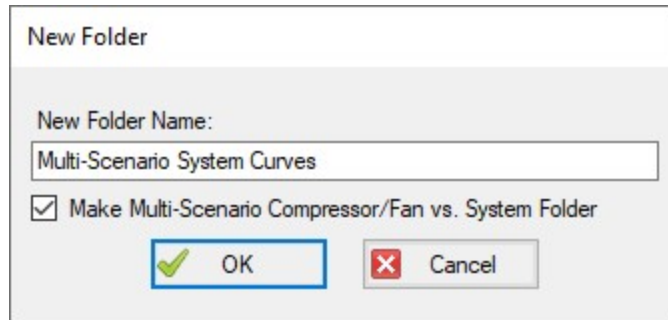 New Folder
New Folder Name:
Multi-Scenario System Curves
Make Multi-Scenario Compressor/Fan vs. System Folder
OK Cancel